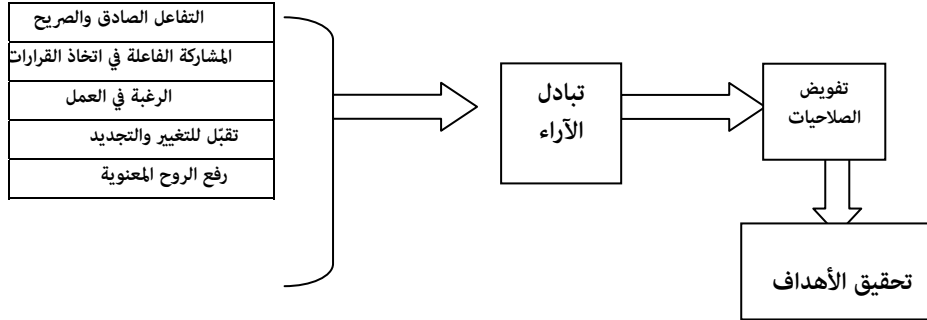 التفاعل الصادق والصريح
المشاركة الفاعلة في اتخاذ القرارات
الرغبة في العمل
تقبّل للتغيير والتجديد
رفع الروح المعنوية
تبادل
الآراء
تفويض
الصلاحيات
تحقيق الأهداف